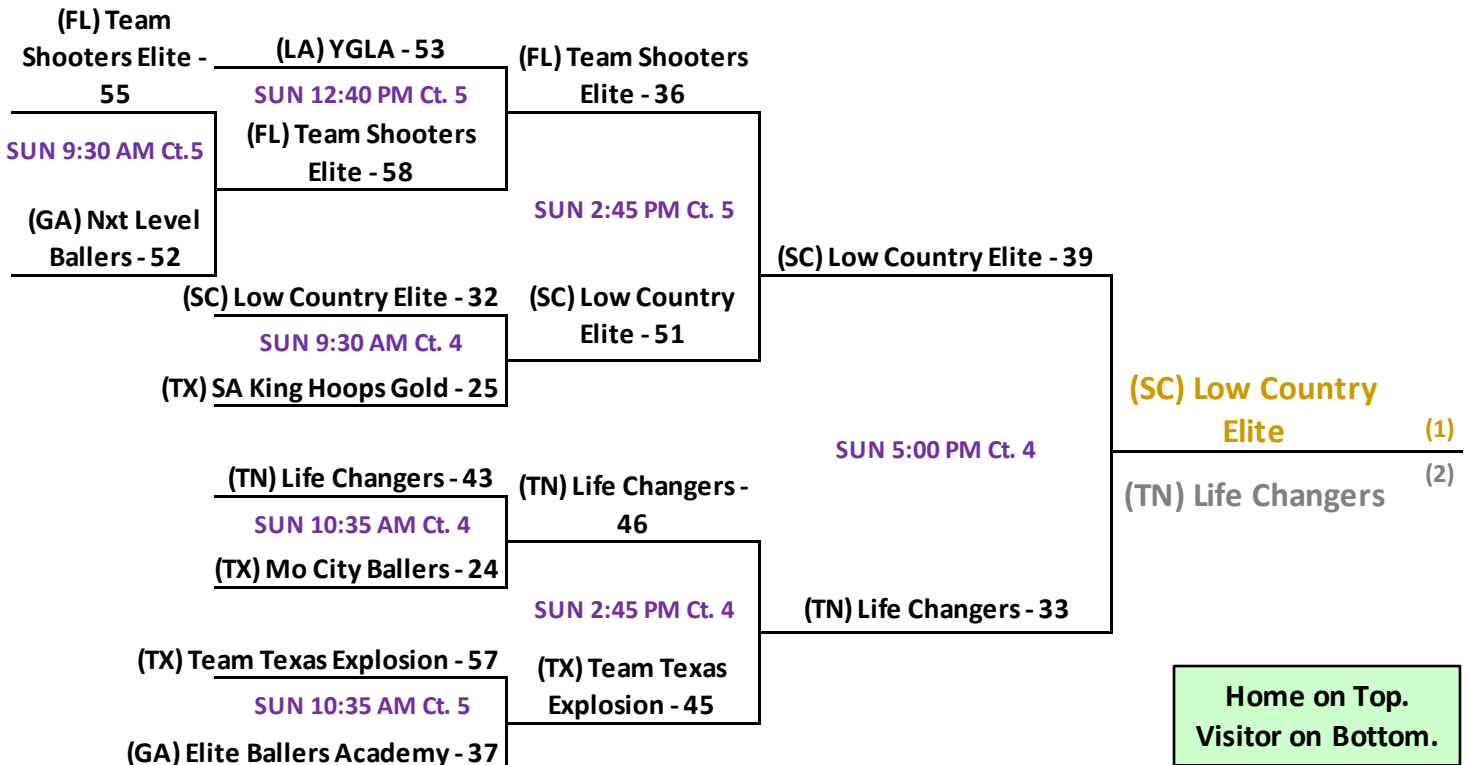 (FL) Team
Shooters Elite -
55
SUN 9:30 AM Ct.5
(GA) Nxt Level
Ballers - 52
(LA) YGLA - 53
SUN 12:40 PM Ct. 5
(FL) Team Shooters
Elite - 58
(SC) Low Country Elite - 32
SUN 9:30 AM Ct. 4
(TX) SA King Hoops Gold - 25
(TN) Life Changers - 43
SUN 10:35 AM Ct. 4
(TX) Mo City Ballers - 24
(TX) Team Texas Explosion - 57
SUN 10:35 AM Ct. 5
(GA) Elite Ballers Academy - 37
(FL) Team Shooters
Elite - 36
SUN 2:45 PM Ct. 5
(SC) Low Country
Elite - 51
(TN) Life Changers -
46
SUN 2:45 PM Ct. 4
(TX) Team Texas
Explosion - 45
(SC) Low Country Elite - 39
SUN 5:00 PM Ct. 4
(TN) Life Changers - 33
(SC) Low Country
Elite (1)
(TN) Life Changers (2)
Home on Top.
Visitor on Bottom.